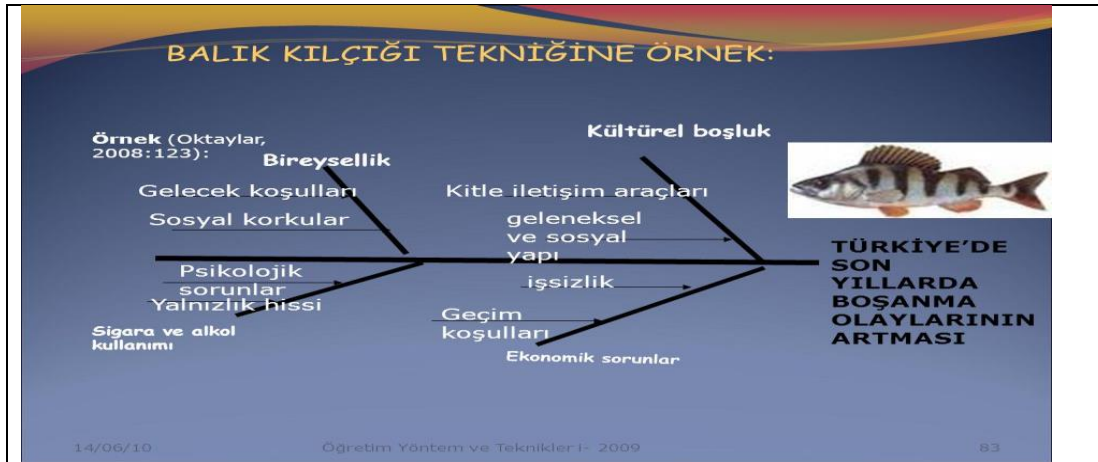 BALIK KILÇIĞI TEKNİĞİNE ÖRNEK:
Örnek (Oktaylar,
2008:123):
Bireysellik
Kültürel boşluk
Gelecek koşulları
Sosyal korkular
Kitle iletişim araçları
geleneksel
ve sosyal
yapı
Psikolojik
sorunlar
Yalnızlık hissi
Sigara ve alkol
kullanımı
işsizlik
Geçim
koşulları
Ekonomik sorunlar
TÜRKİYE'DE
SON
YILLARDA
BOŞANMA
OLAYLARININ
ARTMASI
14/06/10
Öğretim Yöntem ve Teknikler I- 2009
83